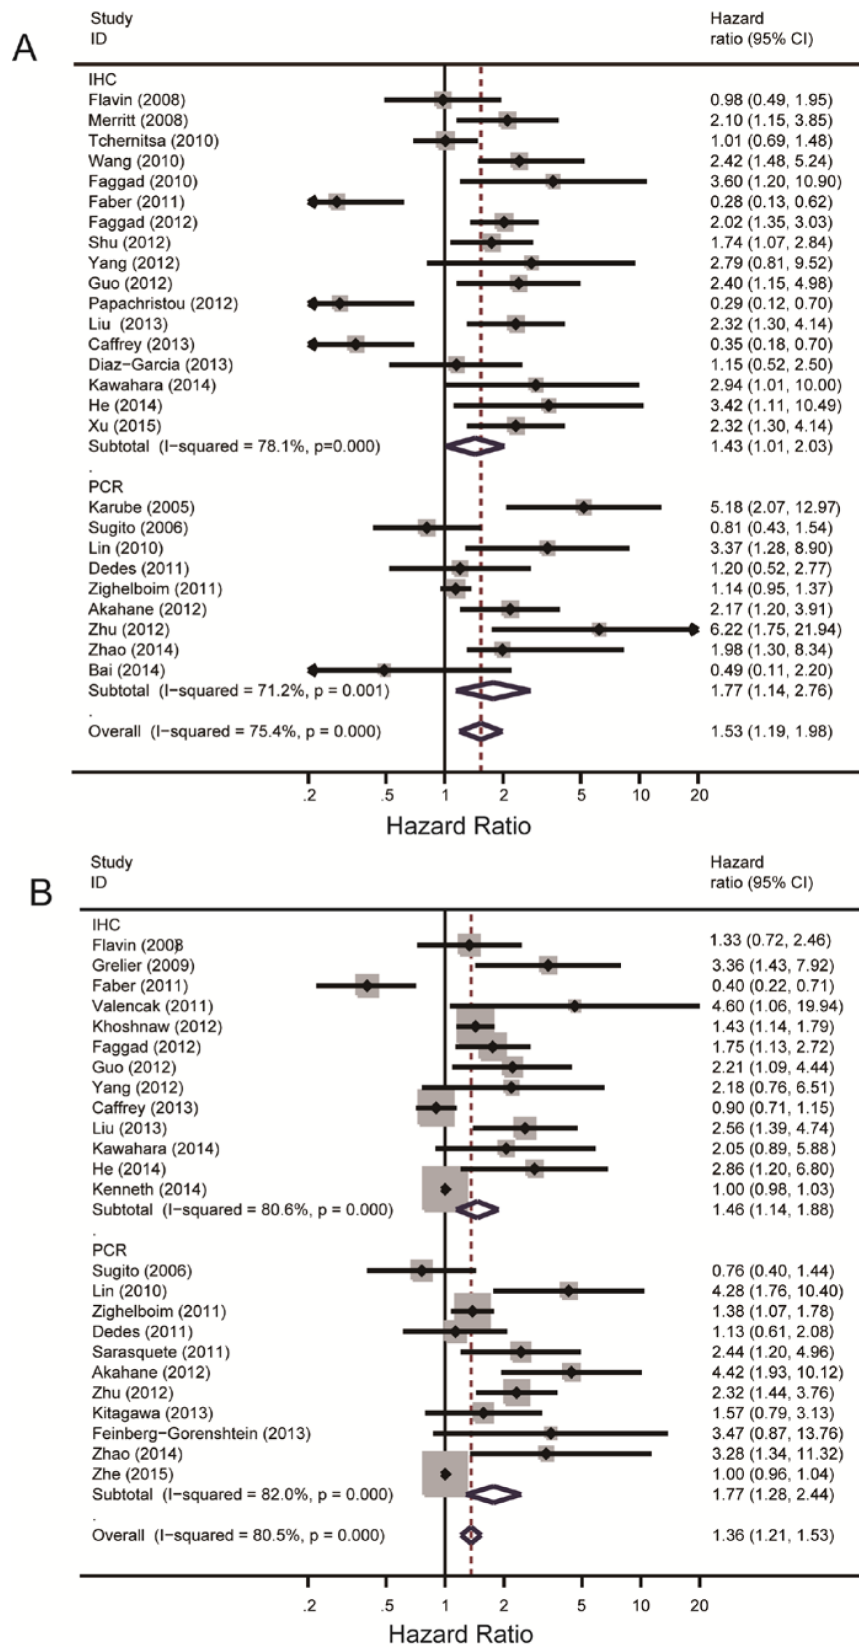 A
Study Hazard
ID ratio (95% CI)
IHC
Flavin (2008) 0.98 (0.49, 1.95)
Merritt (2008) 2.10 (1.15, 3.85)
Tchernitsa (2010) 1.01 (0.69, 1.48)
Wang (2010) 2.42 (1.48, 5.24)
Faggad (2010) 3.60 (1.20, 10.90)
Faber (2011) 0.28 (0.13, 0.62)
Faggad (2012) 2.02 (1.35, 3.03)
Shu (2012) 1.74 (1.07, 2.84)
Yang (2012) 2.79 (0.81, 9.52)
Guo (2012) 2.40 (1.15, 4.98)
Papachristou (2012) 0.29 (0.12, 0.70)
Liu (2013) 2.32 (1.30, 4.14)
Caffrey (2013) 0.35 (0.18, 0.70)
Diaz-Garcia (2013) 1.15 (0.52, 2.50)
Kawahara (2014) 2.94 (1.01, 10.00)
He (2014) 3.42 (1.11, 10.49)
Xu (2015) 2.32 (1.30, 4.14)
Subtotal (I-squared = 78.1%, p=0.000) 1.43 (1.01, 2.03)
.
PCR
Karube (2005) 5.18 (2.07, 12.97)
Sugito (2006) 0.81 (0.43, 1.54)
Lin (2010) 3.37 (1.28, 8.90)
Dedes (2011) 1.20 (0.52, 2.77)
Zighelboim (2011) 1.14 (0.95, 1.37)
Akahane (2012) 2.17 (1.20, 3.91)
Zhu (2012) 6.22 (1.75, 21.94)
Zhao (2014) 1.98 (1.30, 8.34)
Bai (2014) 0.49 (0.11, 2.20)
Subtotal (I-squared = 71.2%, p = 0.001) 1.77 (1.14, 2.76)
.
Overall (I-squared = 75.4%, p = 0.000) 1.53 (1.19, 1.98)
.2 .5 1 2 5 10 20
Hazard Ratio
B
Study Hazard
ID ratio (95% CI)
IHC
Flavin (2008) 1.33 (0.72, 2.46)
Grelier (2009) 3.36 (1.43, 7.92)
Faber (2011) 0.40 (0.22, 0.71)
Valencak (2011) 4.60 (1.06, 19.94)
Khoshnaw (2012) 1.43 (1.14, 1.79)
Faggad (2012) 1.75 (1.13, 2.72)
Guo (2012) 2.21 (1.09, 4.44)
Yang (2012) 2.18 (0.76, 6.51)
Caffrey (2013) 0.90 (0.71, 1.15)
Liu (2013) 2.56 (1.39, 4.74)
Kawahara (2014) 2.05 (0.89, 5.88)
He (2014) 2.86 (1.20, 6.80)
Kenneth (2014) 1.00 (0.98, 1.03)
Subtotal (I-squared = 80.6%, p = 0.000) 1.46 (1.14, 1.88)
.
PCR
Sugito (2006) 0.76 (0.40, 1.44)
Lin (2010) 4.28 (1.76, 10.40)
Zighelboim (2011) 1.38 (1.07, 1.78)
Dedes (2011) 1.13 (0.61, 2.08)
Sarasquete (2011) 2.44 (1.20, 4.96)
Akahane (2012) 4.42 (1.93, 10.12)
Zhu (2012) 2.32 (1.44, 3.76)
Kitagawa (2013) 1.57 (0.79, 3.13)
Feinberg-Gorenshtein (2013) 3.47 (0.87, 13.76)
Zhao (2014) 3.28 (1.34, 11.32)
Zhe (2015) 1.00 (0.96, 1.04)
Subtotal (I-squared = 82.0%, p = 0.000) 1.77 (1.28, 2.44)
.
Overall (I-squared = 80.5%, p = 0.000) 1.36 (1.21, 1.53)
.2 .5 1 2 5 10 20
Hazard Ratio